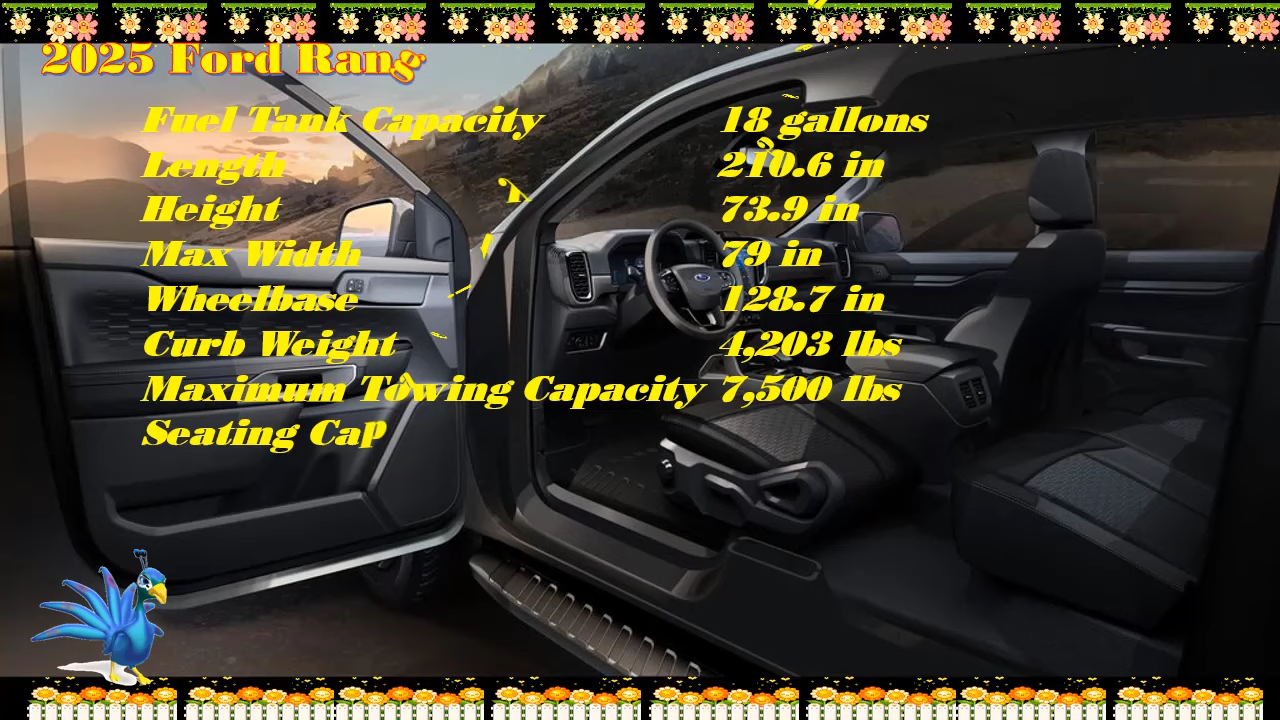 2025 Ford Rang
Fuel Tank Capacity 18 gallons
Length 210.6 in
Height 73.9 in
Max Width 79 in
Wheelbase 128.7 in
Curb Weight 4,203 lbs
Maximum Towing Capacity 7,500 lbs
Seating Cap